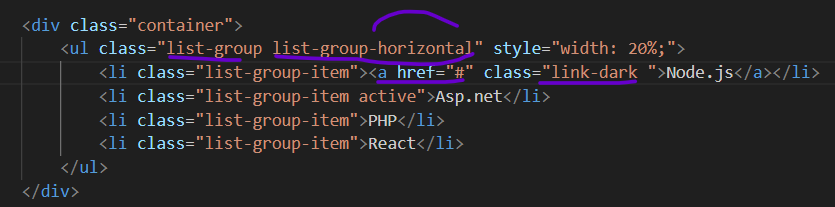 <div class="container">
<ul class="list-group list-group-horizontal" style="width: 20%;">
<li class="list-group-item"><a href="#" class="link-dark ">Node.js</a></li>
<li class="list-group-item active">Asp.net</li>
<li class="list-group-item">PHP</li>
<li class="list-group-item">React</li>
</ul>
</div>